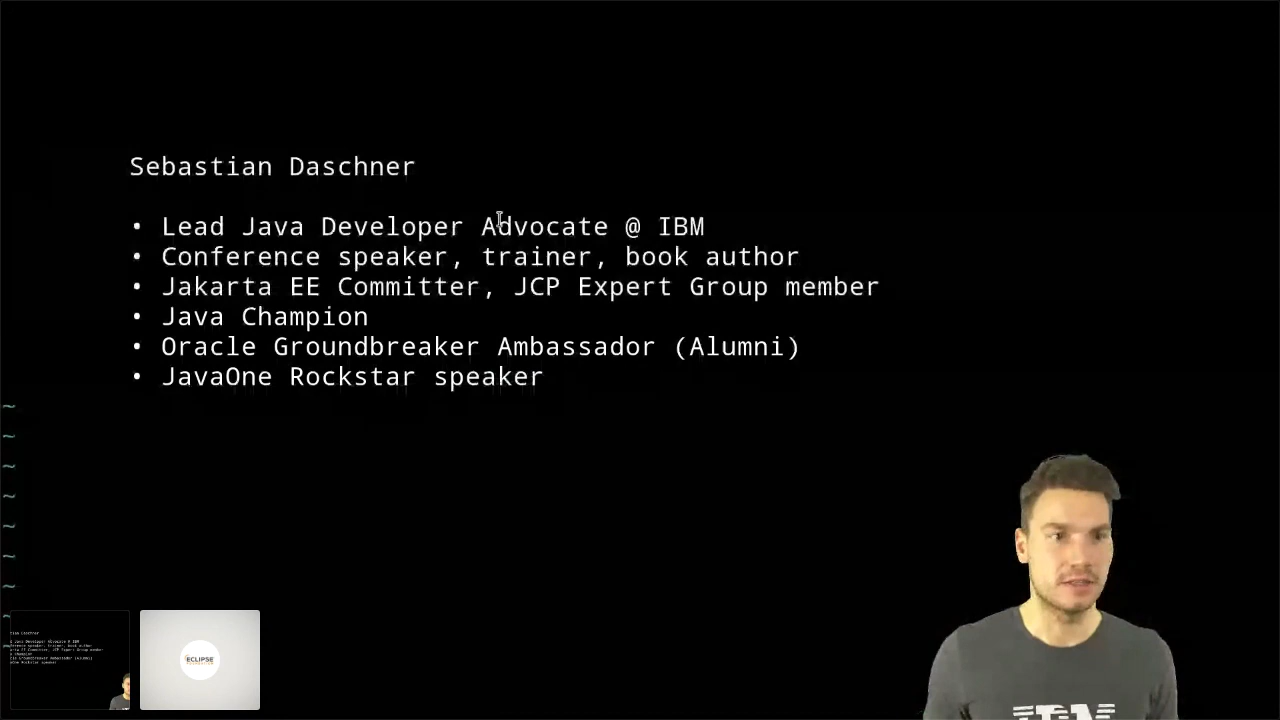 Sebastian Daschner
• Lead Java Developer Advocate @ IBM
• Conference speaker, trainer, book author
• Jakarta EE Committer, JCP Expert Group member
• Java Champion
• Oracle Groundbreaker Ambassador (Alumni)
• JavaOne Rockstar speaker
~
~
~
~
~
~
~
~
ECLIPSE
IBM